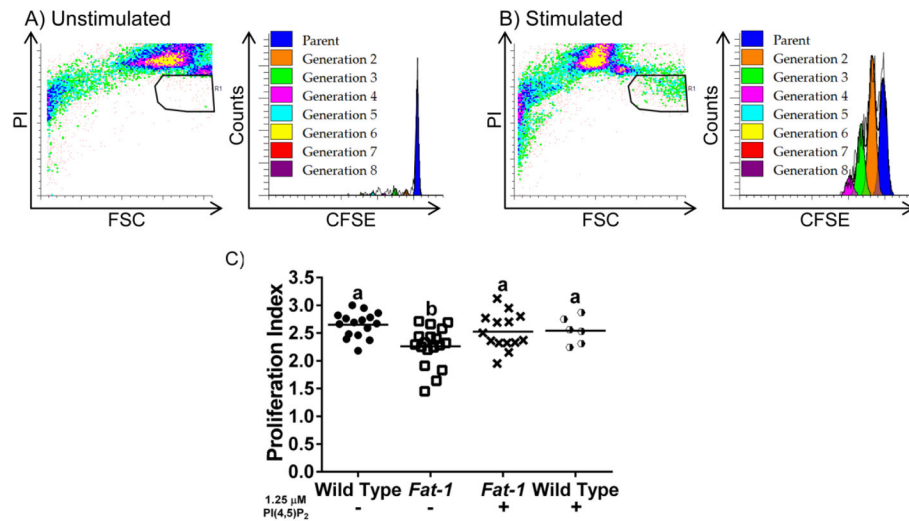 A) Unstimulated
PI
R1
FSC
Counts
Parent
Generation 2
Generation 3
Generation 4
Generation 5
Generation 6
Generation 7
Generation 8
CFSE
B) Stimulated
PI
R1
FSC
Counts
Parent
Generation 2
Generation 3
Generation 4
Generation 5
Generation 6
Generation 7
Generation 8
CFSE
C)
Proliferation Index
3.5
3.0
2.5
2.0
1.5
1.0
0.5
0.0
a
b
a
a
Wild Type Fat-1 Fat-1 Wild Type
1.25 µM
PI(4,5)P₂
- - + +